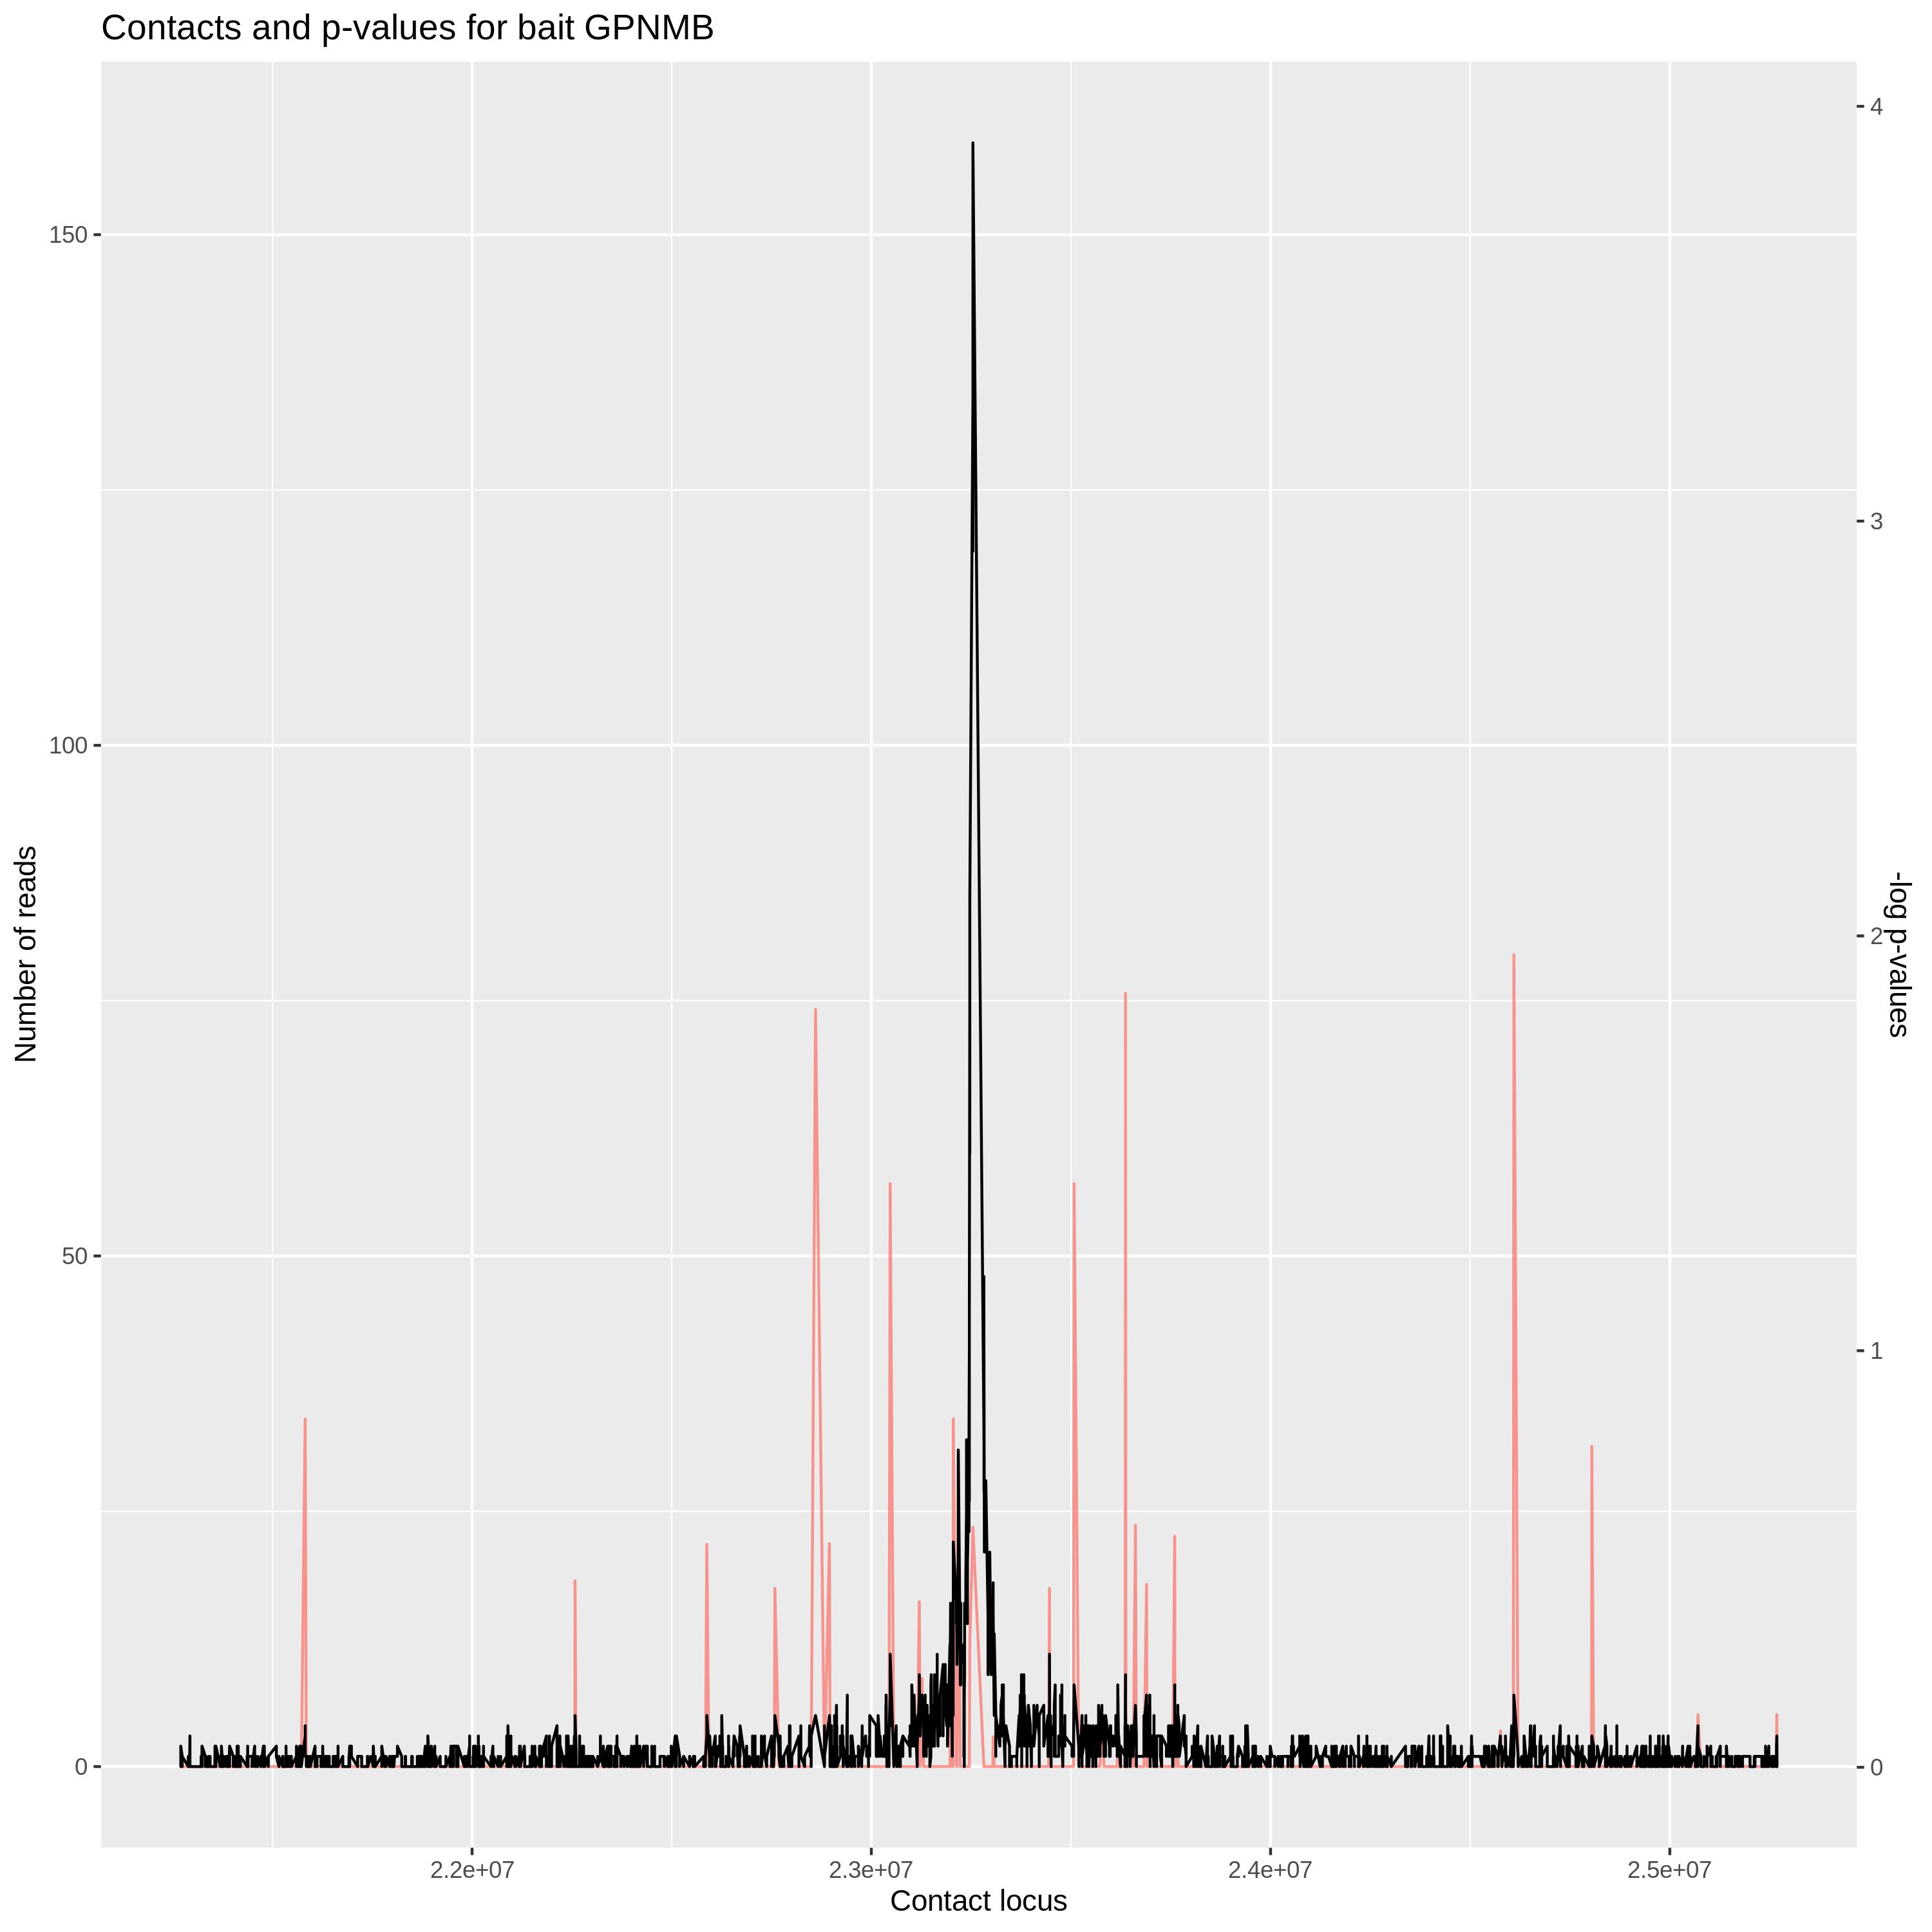 Contacts and p-values for bait GPNMB
150
100
50
0
Number of reads
4
3
2
1
0
-log p-values
2.2e+07
2.3e+07
2.4e+07
2.5e+07
Contact locus